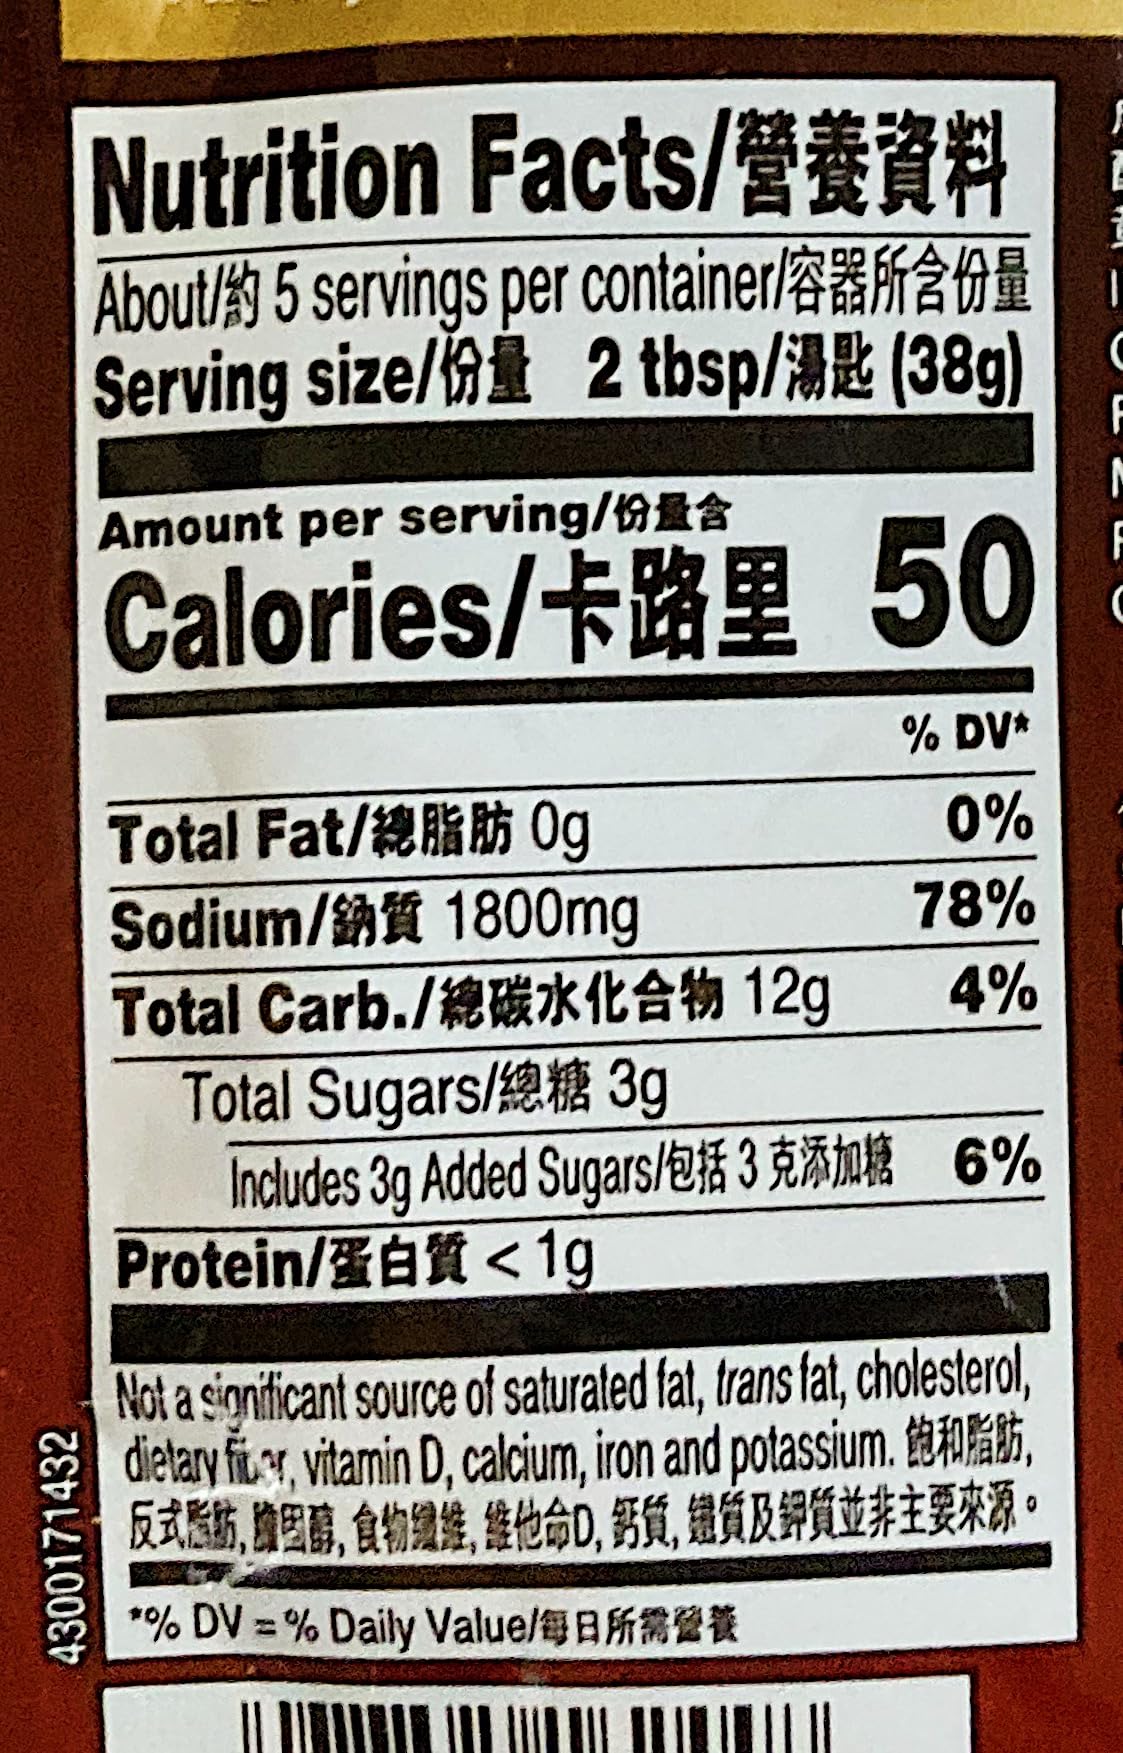 Nutrition Facts/營養資料
About/約 5 servings per container/容器所含份量
Serving size/份量 2 tbsp/湯匙 (38g)
Amount per serving/份量含
Calories/卡路里 50
% DV*
Total Fat/總脂肪 0g 0%
Sodium/鈉質 1800mg 78%
Total Carb./總碳水化合物 12g 4%
Total Sugars/總糖 3g
Includes 3g Added Sugars/包括 3 克添加糖 6%
Protein/蛋白質 < 1g
Not a significant source of saturated fat, trans fat, cholesterol,
dietary fiber, vitamin D, calcium, iron and potassium. 飽和脂肪,
反式脂肪, 膽固醇, 食物纖維, 維他命D, 鈣質, 鐵質及鉀質並非主要來源。
*% DV = % Daily Value/每日所需營養
4300171432